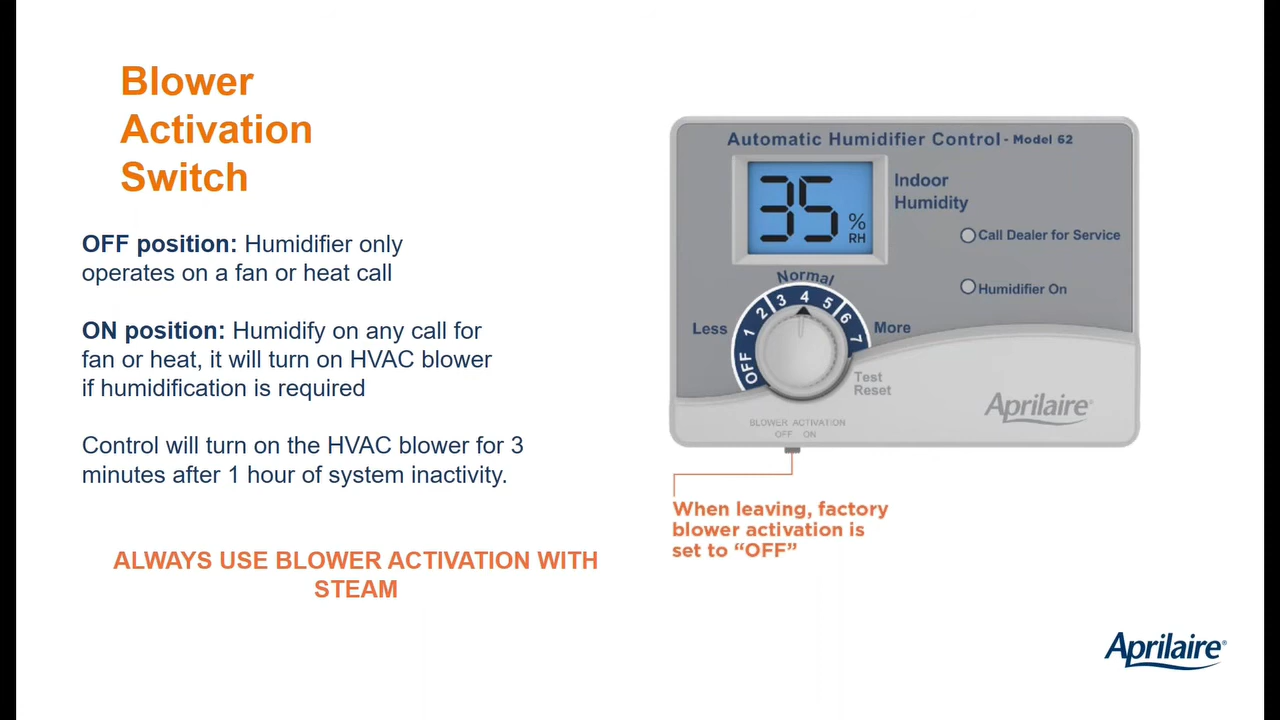 Blower
Activation
Switch
OFF position: Humidifier only
operates on a fan or heat call
ON position: Humidify on any call for
fan or heat, it will turn on HVAC blower
if humidification is required
Control will turn on the HVAC blower for 3
minutes after 1 hour of system inactivity.
ALWAYS USE BLOWER ACTIVATION WITH
STEAM
Automatic Humidifier Control - Model 62
35 % RH
Indoor
Humidity
Call Dealer for Service
Humidifier On
Normal
Less
More
OFF 1 2 3 4 5 6 7
Test
Reset
Aprilaire®
BLOWER ACTIVATION
OFF ON
When leaving, factory
blower activation is
set to “OFF”
Aprilaire®